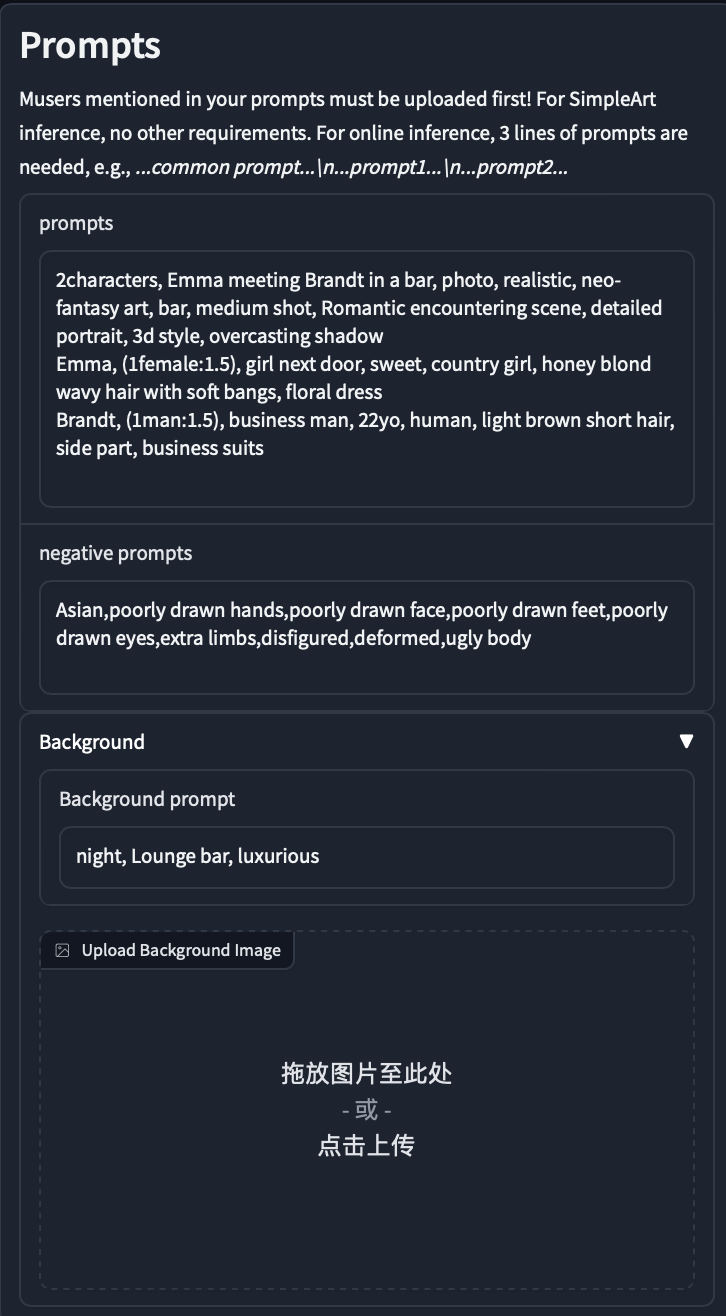 Prompts
Musers mentioned in your prompts must be uploaded first! For SimpleArt
inference, no other requirements. For online inference, 3 lines of prompts are
needed, e.g., ...common prompt...\n...prompt1...\n...prompt2...
prompts
2characters, Emma meeting Brandt in a bar, photo, realistic, neo-
fantasy art, bar, medium shot, Romantic encountering scene, detailed
portrait, 3d style, overcasting shadow
Emma, (1female:1.5), girl next door, sweet, country girl, honey blond
wavy hair with soft bangs, floral dress
Brandt, (1man:1.5), business man, 22yo, human, light brown short hair,
side part, business suits
negative prompts
Asian,poorly drawn hands,poorly drawn face,poorly drawn feet,poorly
drawn eyes,extra limbs,disfigured,deformed,ugly body
Background
Background prompt
night, Lounge bar, luxurious
Upload Background Image
拖放图片至此处
- 或 -
点击上传